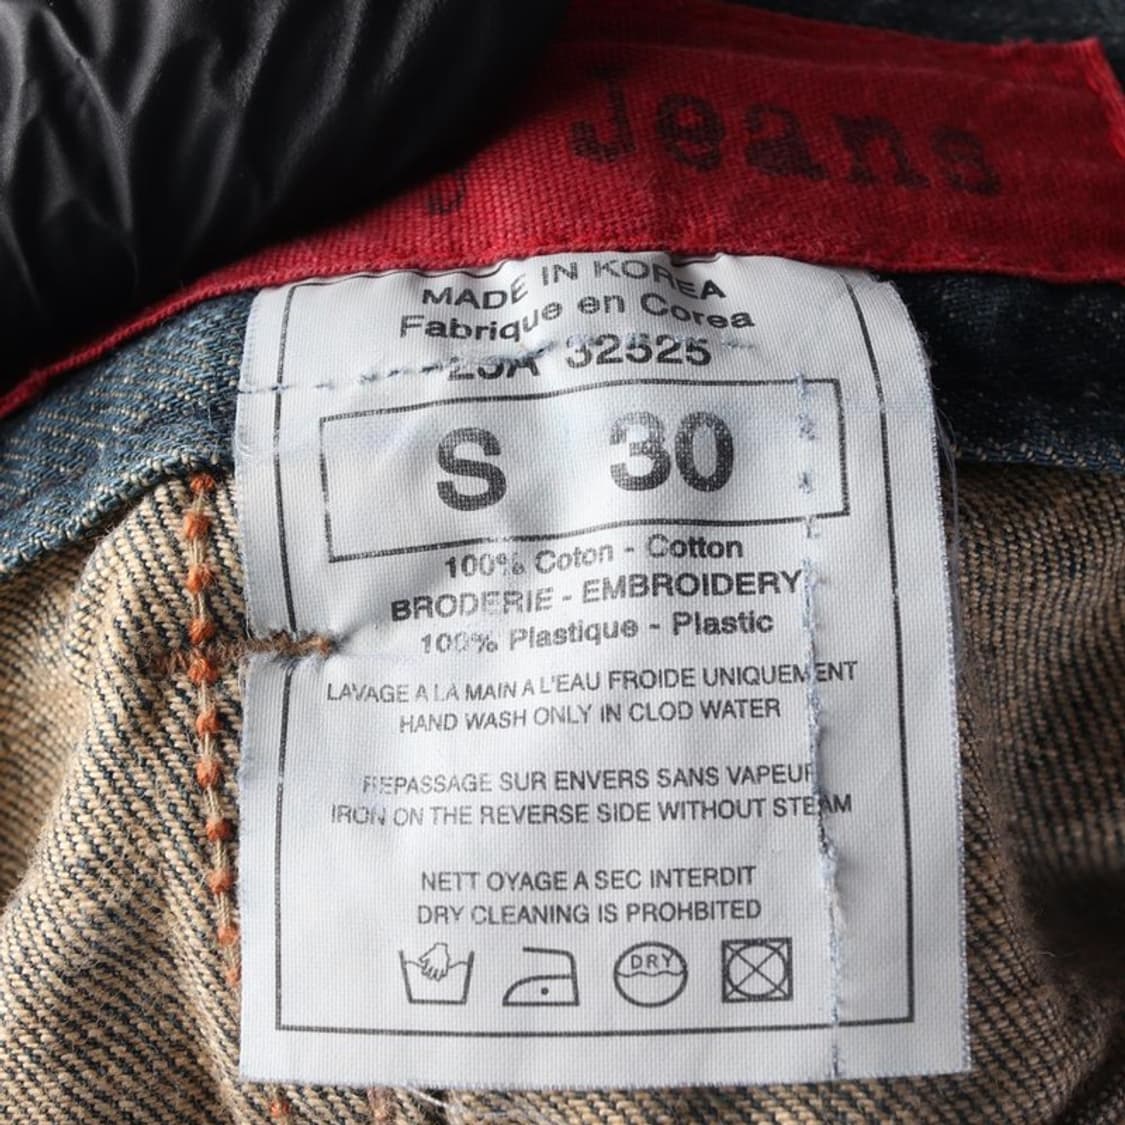 Jeans
MADE IN KOREA
Fabrique en Corea
32525
S 30
100% Coton - Cotton
BRODERIE - EMBROIDERY
100% Plastique - Plastic
LAVAGE A LA MAIN A L'EAU FROIDE UNIQUEMENT
HAND WASH ONLY IN CLOD WATER
REPASSAGE SUR ENVERS SANS VAPEUR
IRON ON THE REVERSE SIDE WITHOUT STEAM
NETT OYAGE A SEC INTERDIT
DRY CLEANING IS PROHBITED
DRY